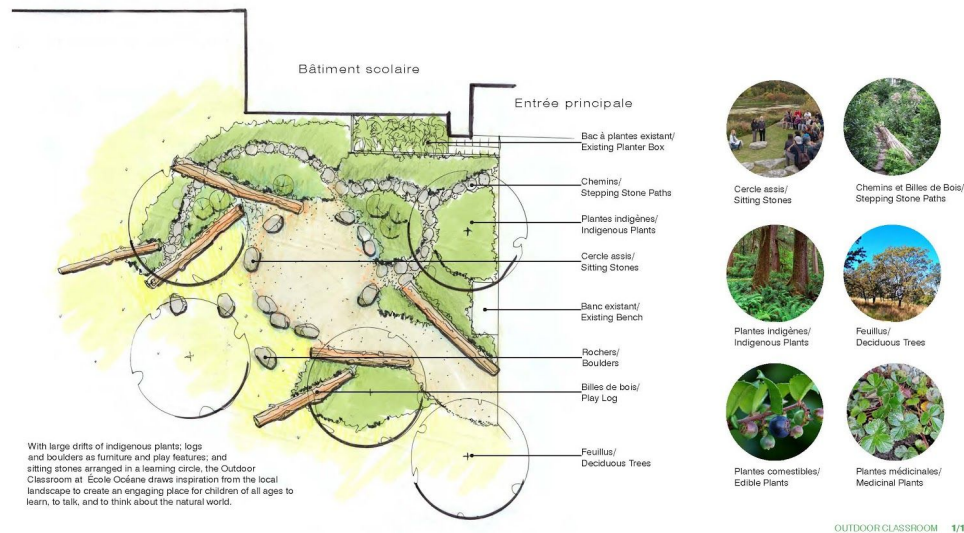 Bâtiment scolaire
Entrée principale
Bac à plantes existant/
Existing Planter Box
Chemins/
Stepping Stone Paths
Plantes indigènes/
Indigenous Plants
Cercle assis/
Sitting Stones
Banc existant/
Existing Bench
Rochers/
Boulders
Billes de bois/
Play Log
Feuillus/
Deciduous Trees
With large drifts of indigenous plants; logs
and boulders as furniture and play features; and
sitting stones arranged in a learning circle, the Outdoor
Classroom at École Océane draws inspiration from the local
landscape to create an engaging place for children of all ages to
learn, to talk, and to think about the natural world.
Cercle assis/
Sitting Stones
Chemins et Billes de Bois/
Stepping Stone Paths
Plantes indigènes/
Indigenous Plants
Feuillus/
Deciduous Trees
Plantes comestibles/
Edible Plants
Plantes médicinales/
Medicinal Plants
OUTDOOR CLASSROOM 1/1